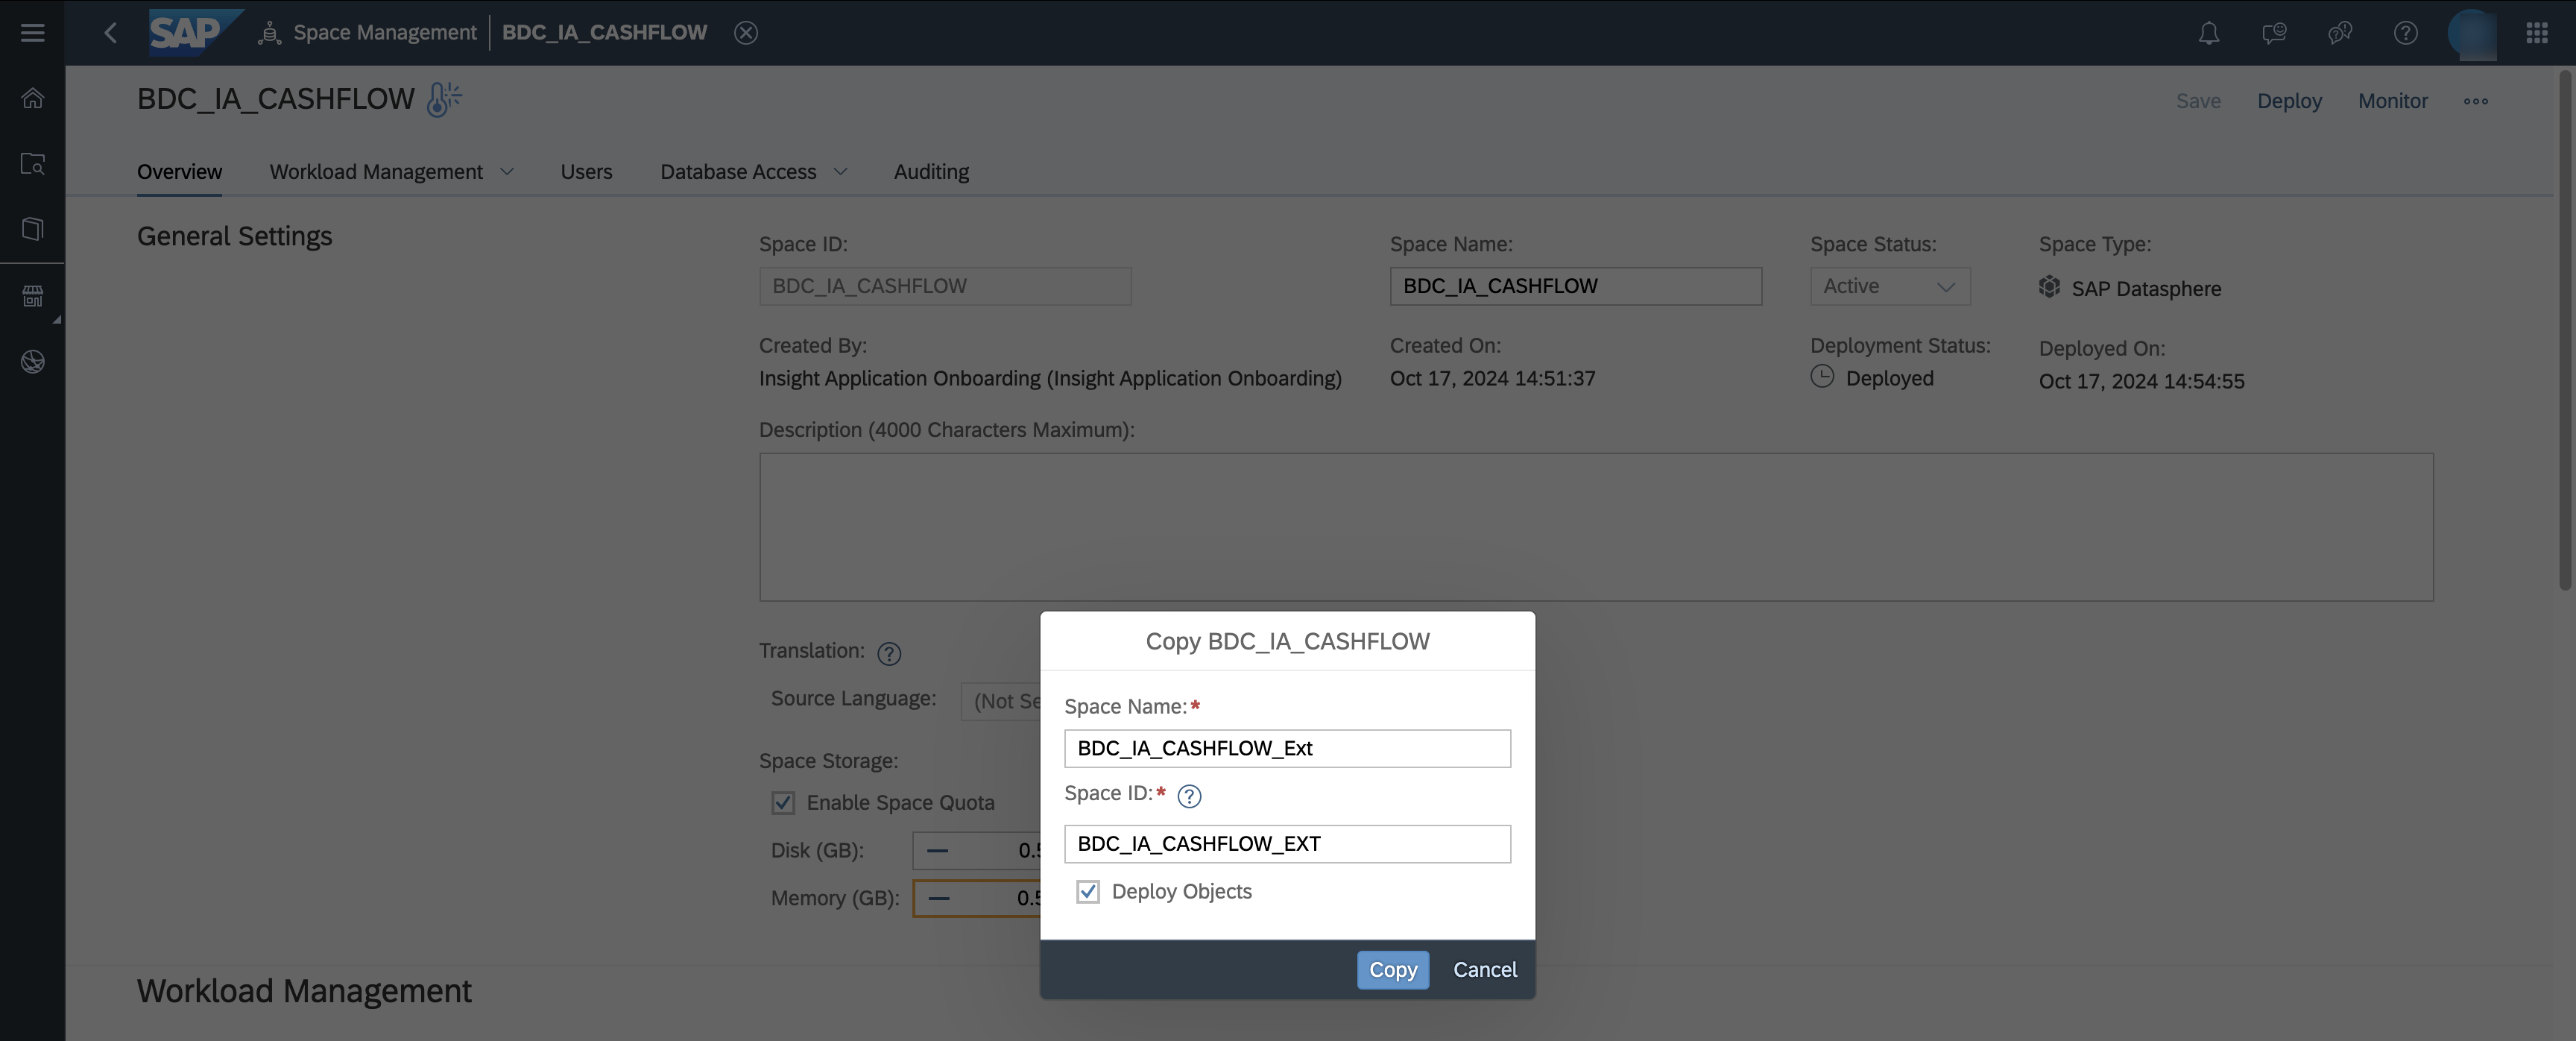 SAP Space Management BDC_IA_CASHFLOW
BDC_IA_CASHFLOW
Save Deploy Monitor
Overview Workload Management Users Database Access Auditing
General Settings
Space ID: Space Name: Space Status: Space Type:
BDC_IA_CASHFLOW BDC_IA_CASHFLOW Active SAP Datasphere
Created By: Created On: Deployment Status: Deployed On:
Insight Application Onboarding (Insight Application Onboarding) Oct 17, 2024 14:51:37 Deployed Oct 17, 2024 14:54:55
Description (4000 Characters Maximum):
Translation:
Source Language: (Not Se
Space Storage:
Enable Space Quota
Disk (GB): 0.5
Memory (GB): 0.5
Copy BDC_IA_CASHFLOW
Space Name:*
BDC_IA_CASHFLOW_Ext
Space ID:*
BDC_IA_CASHFLOW_EXT
Deploy Objects
Copy Cancel
Workload Management